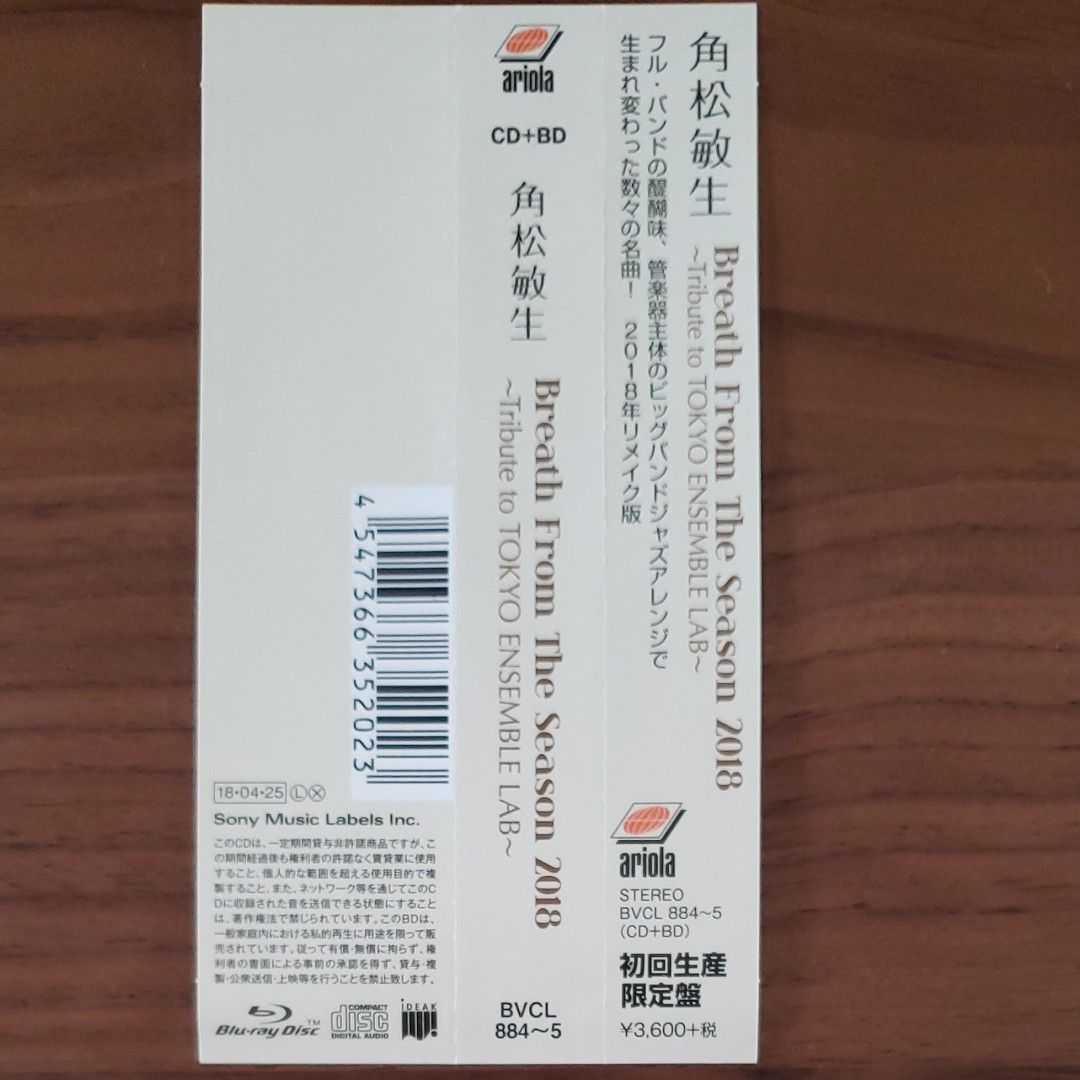 角松敏生
Breath From The Season 2018
~Tribute to TOKYO ENSEMBLE LAB~
フル・バンドの醍醐味、管楽器主体のビッグバンドジャズアレンジド
生まれ変わった数々の名曲! 2018年リメイク版
ariola
STEREO
BVCL 884~5
(CD+BD)
初回生産
限定盤
¥3,600+税
ariola
CD+BD
角松敏生
Breath From The Season 2018
~Tribute to TOKYO ENSEMBLE LAB~
BVCL
884~5
4 547366 352023
18・04・25 Ⓛ Ⓧ
Sony Music Labels Inc.
このCDは、一定期間貸与非許諾商品ですが、こ
の期間経過後も権利者の許諾なく賃貸業に使用
すること、個人的な範囲を超える使用目的で複
製すること、また、ネットワーク等を通じてこのC
Dに収録された音を送信できる状態にすること
は、著作権法で禁じられています。このBDは、
一般家庭内における私的再生に用途を限って販
売されています。従って有償・無償に拘らず、権
利者の書面による事前の承認を得ず、貸与・複
製・公衆送信・上映等を行うことを禁止致します。
Blu-ray Disc™
COMPACT
disc
DIGITAL AUDIO
iDEAK